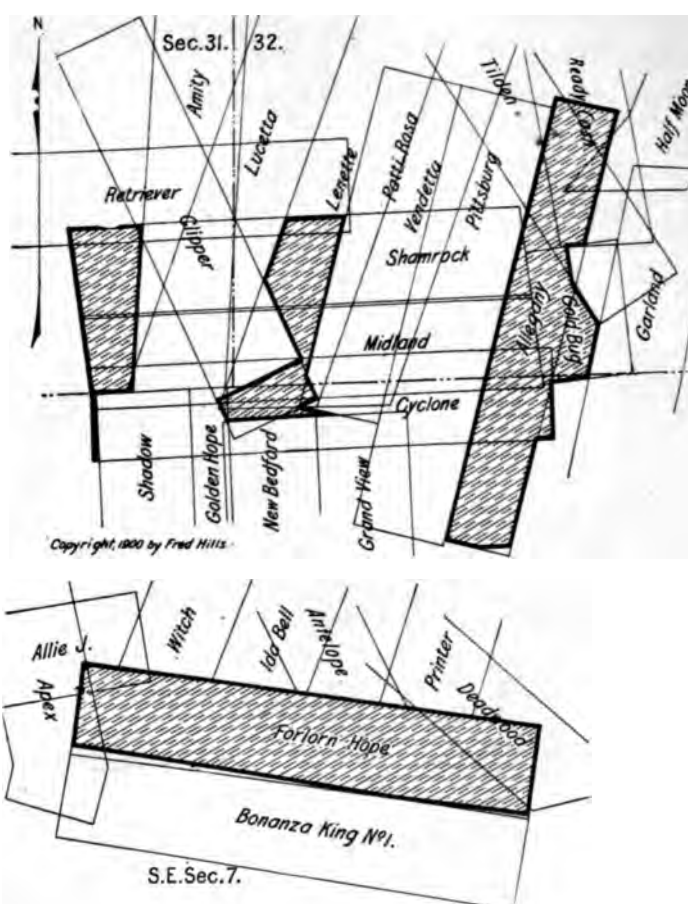 N
Sec.31. 32.
Amity
Lucetta
Lenette
Patti Rosa
Vendetta
Pittsburg
Tilden
Ready Cash
Half Moon
Retriever
Clipper
Shamrock
Allegany
Gold Bug
Garland
Midland
Cyclone
Shadow
Golden Hope
New Bedford
Grand View
Copyright, 1900 by Fred Hills.
Allie J.
Apex
Witch
Ida Bell
Antelope
Printer
Deadwood
Forlorn Hope
Bonanza King Nº1.
S.E.Sec.7.